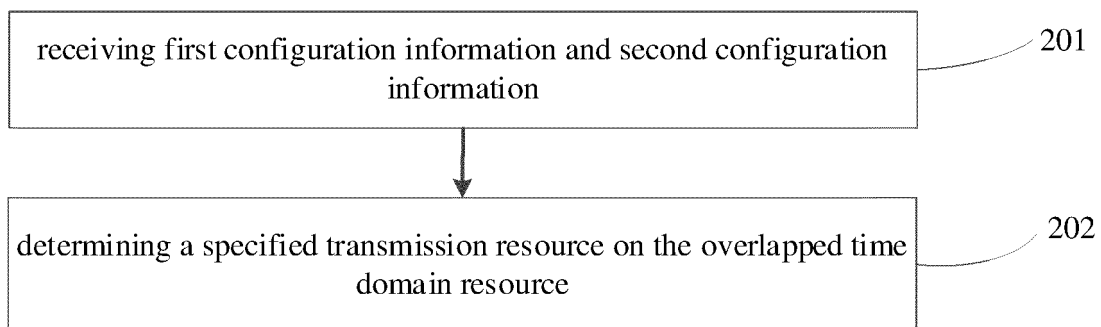 receiving first configuration information and second configuration
information
201
determining a specified transmission resource on the overlapped time
domain resource
202